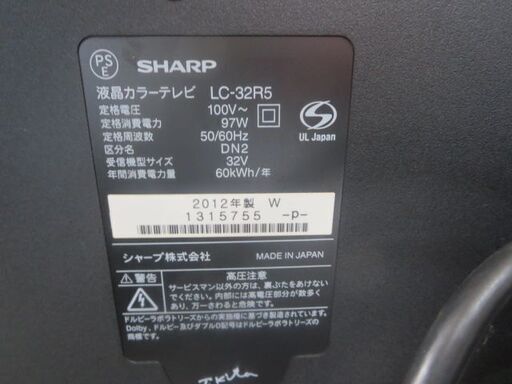 PS E
SHARP
液晶カラーテレビ LC-32R5
定格電圧 100V～
定格消費電力 97W
定格周波数 50/60Hz
区分名 DN2
受信機型サイズ 32V
年間消費電力量 60kWh/年
S
UL Japan
2012年製 W
1315755 -p-
シャープ株式会社 MADE IN JAPAN
警告 高圧注意
サービスマン以外の方は、裏ぶたをあけないで
ください。内部には高電圧部分が数多く
あり、万一さわると危険です。
ドルビーラボラトリーズからの実施権に基づき製造されています。
Dolby、ドルビー及びダブルD記号はドルビーラボラトリーズの
商標です。